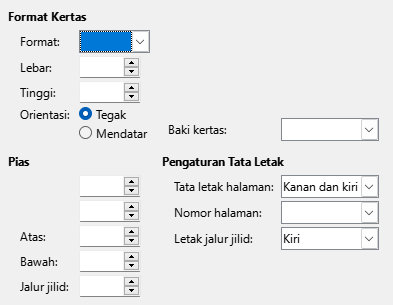 Format Kertas
Format:
Lebar:
Tinggi:
Orientasi: Tegak
Mendatar
Baki kertas:
Pias
Pengaturan Tata Letak
Tata letak halaman: Kanan dan kiri
Nomor halaman:
Atas:
Letak jalur jilid: Kiri
Bawah:
Jalur jilid: